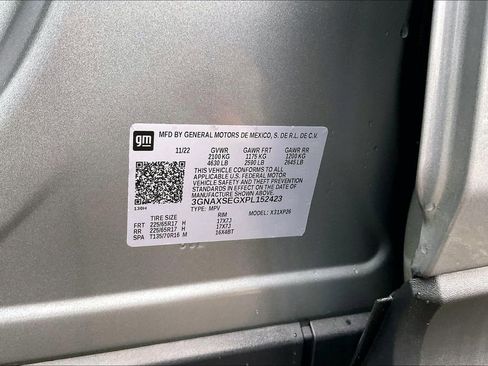 gm MFD BY GENERAL MOTORS DE MEXICO, S. DE R.L. DE C.V.
11/22 GVWR GAWR FRT GAWR RR
2100 KG 1175 KG 1200 KG
4630 LB 2590 LB 2645 LB
THIS VEHICLE CONFORMS TO ALL
APPLICABLE U.S. FEDERAL MOTOR
VEHICLE SAFETY, BUMPER, AND THEFT
PREVENTION STANDARDS IN EFFECT ON THE DATE OF
MANUFACTURE SHOWN ABOVE.
3GNAXSEGXPL152423
TYPE: MPV MODEL: X31XP26
TIRE SIZE RIM
FRT 225/65R17 H 17X7J
RR 225/65R17 H 17X7J
SPA T135/70R16 M 16X4BT